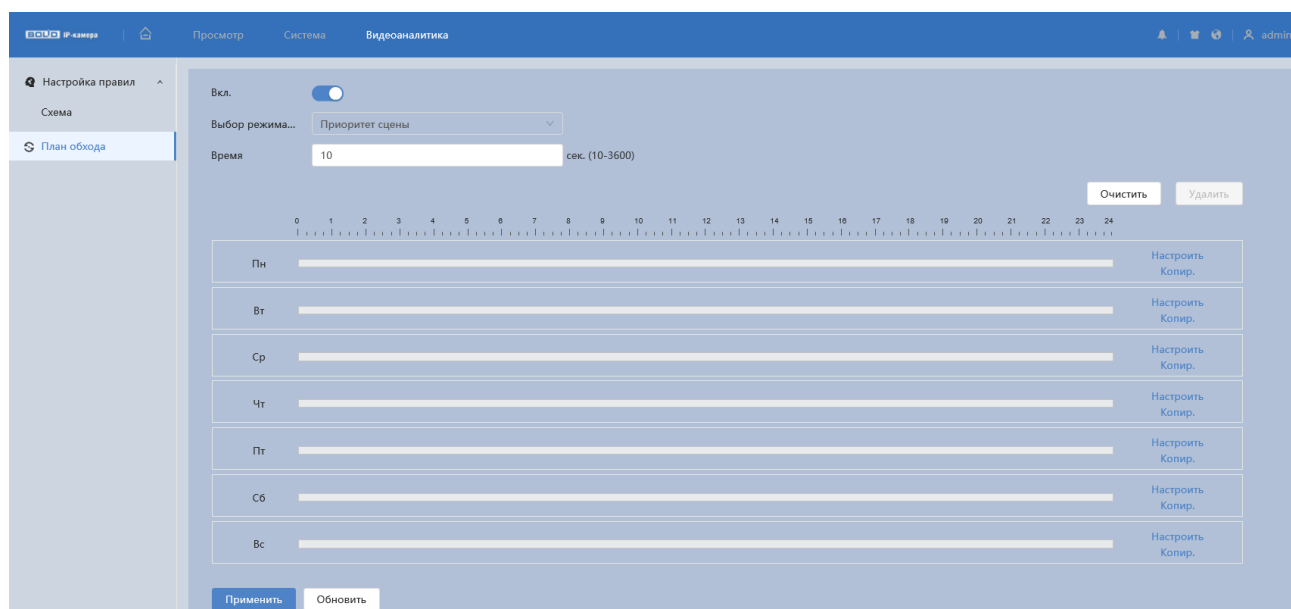 BOLID IP-камера Просмотр Система Видеоаналитика admin
Настройка правил
Схема
План обхода
Вкл.
Выбор режима... Приоритет сцены
Время 10 сек. (10-3600)
Очистить Удалить
0 1 2 3 4 5 6 7 8 9 10 11 12 13 14 15 16 17 18 19 20 21 22 23 24
Пн Настроить
Копир.
Вт Настроить
Копир.
Ср Настроить
Копир.
Чт Настроить
Копир.
Пт Настроить
Копир.
Сб Настроить
Копир.
Вс Настроить
Копир.
Применить Обновить